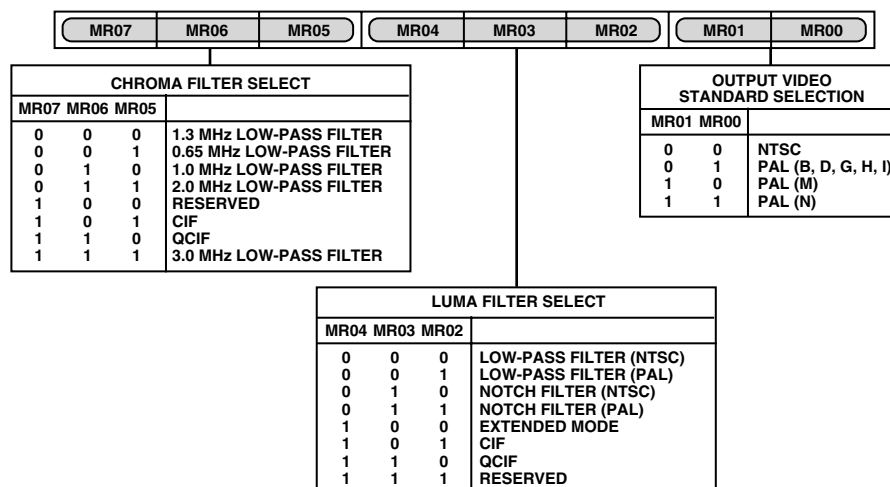 MR07 MR06 MR05 MR04 MR03 MR02 MR01 MR00
CHROMA FILTER SELECT
MR07 MR06 MR05
0 0 0 1.3 MHz LOW-PASS FILTER
0 0 1 0.65 MHz LOW-PASS FILTER
0 1 0 1.0 MHz LOW-PASS FILTER
0 1 1 2.0 MHz LOW-PASS FILTER
1 0 0 RESERVED
1 0 1 CIF
1 1 0 QCIF
1 1 1 3.0 MHz LOW-PASS FILTER
OUTPUT VIDEO
STANDARD SELECTION
MR01 MR00
0 0 NTSC
0 1 PAL (B, D, G, H, I)
1 0 PAL (M)
1 1 PAL (N)
LUMA FILTER SELECT
MR04 MR03 MR02
0 0 0 LOW-PASS FILTER (NTSC)
0 0 1 LOW-PASS FILTER (PAL)
0 1 0 NOTCH FILTER (NTSC)
0 1 1 NOTCH FILTER (PAL)
1 0 0 EXTENDED MODE
1 0 1 CIF
1 1 0 QCIF
1 1 1 RESERVED